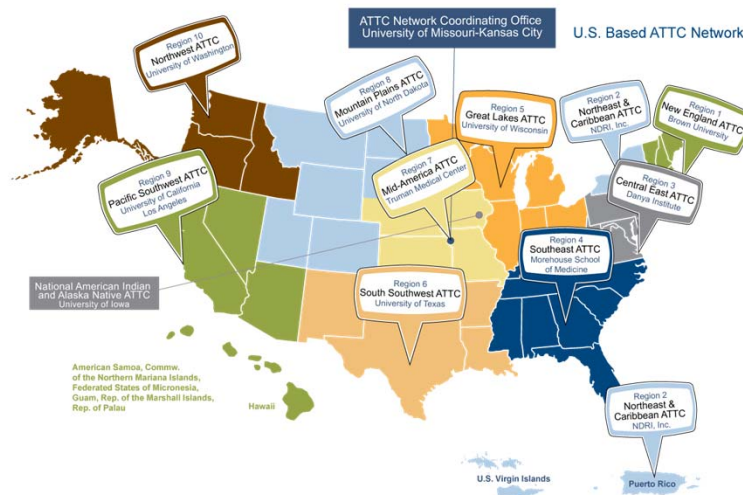 ATTC Network Coordinating Office
University of Missouri-Kansas City
U.S. Based ATTC Network
Region 10
Northwest ATTC
University of Washington
Region 8
Mountain Plains ATTC
University of North Dakota
Region 5
Great Lakes ATTC
University of Wisconsin
Region 2
Northeast &
Caribbean ATTC
NDRI, Inc.
Region 1
New England ATTC
Brown University
Region 9
Pacific Southwest ATTC
University of California
Los Angeles
Region 7
Mid-America ATTC
Truman Medical Center
Region 3
Central East ATTC
Danya Institute
Region 4
Southeast ATTC
Morehouse School
of Medicine
National American Indian
and Alaska Native ATTC
University of Iowa
Region 6
South Southwest ATTC
University of Texas
American Samoa, Commw.
of the Northern Mariana Islands,
Federated States of Micronesia,
Guam, Rep. of the Marshall Islands,
Rep. of Palau
Hawaii
Region 2
Northeast &
Caribbean ATTC
NDRI, Inc.
U.S. Virgin Islands
Puerto Rico